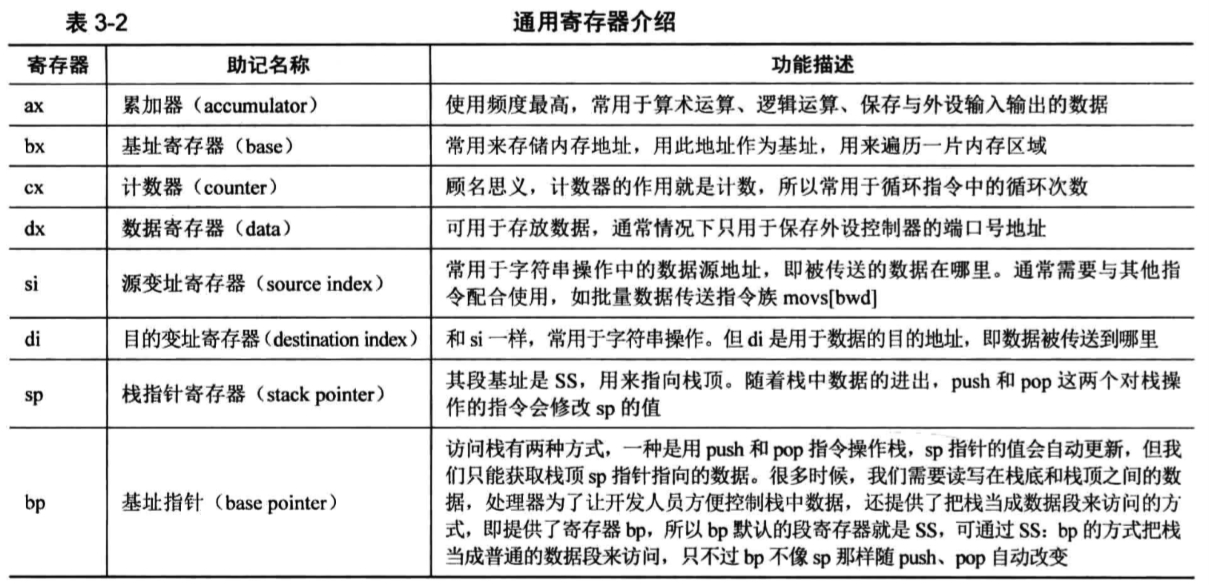 表 3-2 通用寄存器介绍
寄存器 助记名称 功能描述
ax 累加器（accumulator） 使用频度最高，常用于算术运算、逻辑运算、保存与外设输入输出的数据
bx 基址寄存器（base） 常用来存储内存地址，用此地址作为基址，用来遍历一片内存区域
cx 计数器（counter） 顾名思义，计数器的作用就是计数，所以常用于循环指令中的循环次数
dx 数据寄存器（data） 可用于存放数据，通常情况下只用于保存外设控制器的端口号地址
si 源变址寄存器（source index） 常用于字符串操作中的数据源地址，即被传送的数据在哪里。通常需要与其他指
令配合使用，如批量数据传送指令族 movs[bwd]
di 目的变址寄存器（destination index） 和 si 一样，常用于字符串操作。但 di 是用于数据的目的地址，即数据被传送到哪里
sp 栈指针寄存器（stack pointer） 其段基址是 SS，用来指向栈顶。随着栈中数据的进出，push 和 pop 这两个对栈操
作的指令会修改 sp 的值
bp 基址指针（base pointer） 访问栈有两种方式，一种是用 push 和 pop 指令操作栈，sp 指针的值会自动更新，但我
们只能获取栈顶 sp 指针指向的数据。很多时候，我们需要读写在栈底和栈顶之间的数
据，处理器为了让开发人员方便控制栈中数据，还提供了把栈当成数据段来访问的方
式，即提供了寄存器 bp，所以 bp 默认的段寄存器就是 SS，可通过 SS：bp 的方式把栈
当成普通的数据段来访问，只不过 bp 不像 sp 那样随 push、pop 自动改变